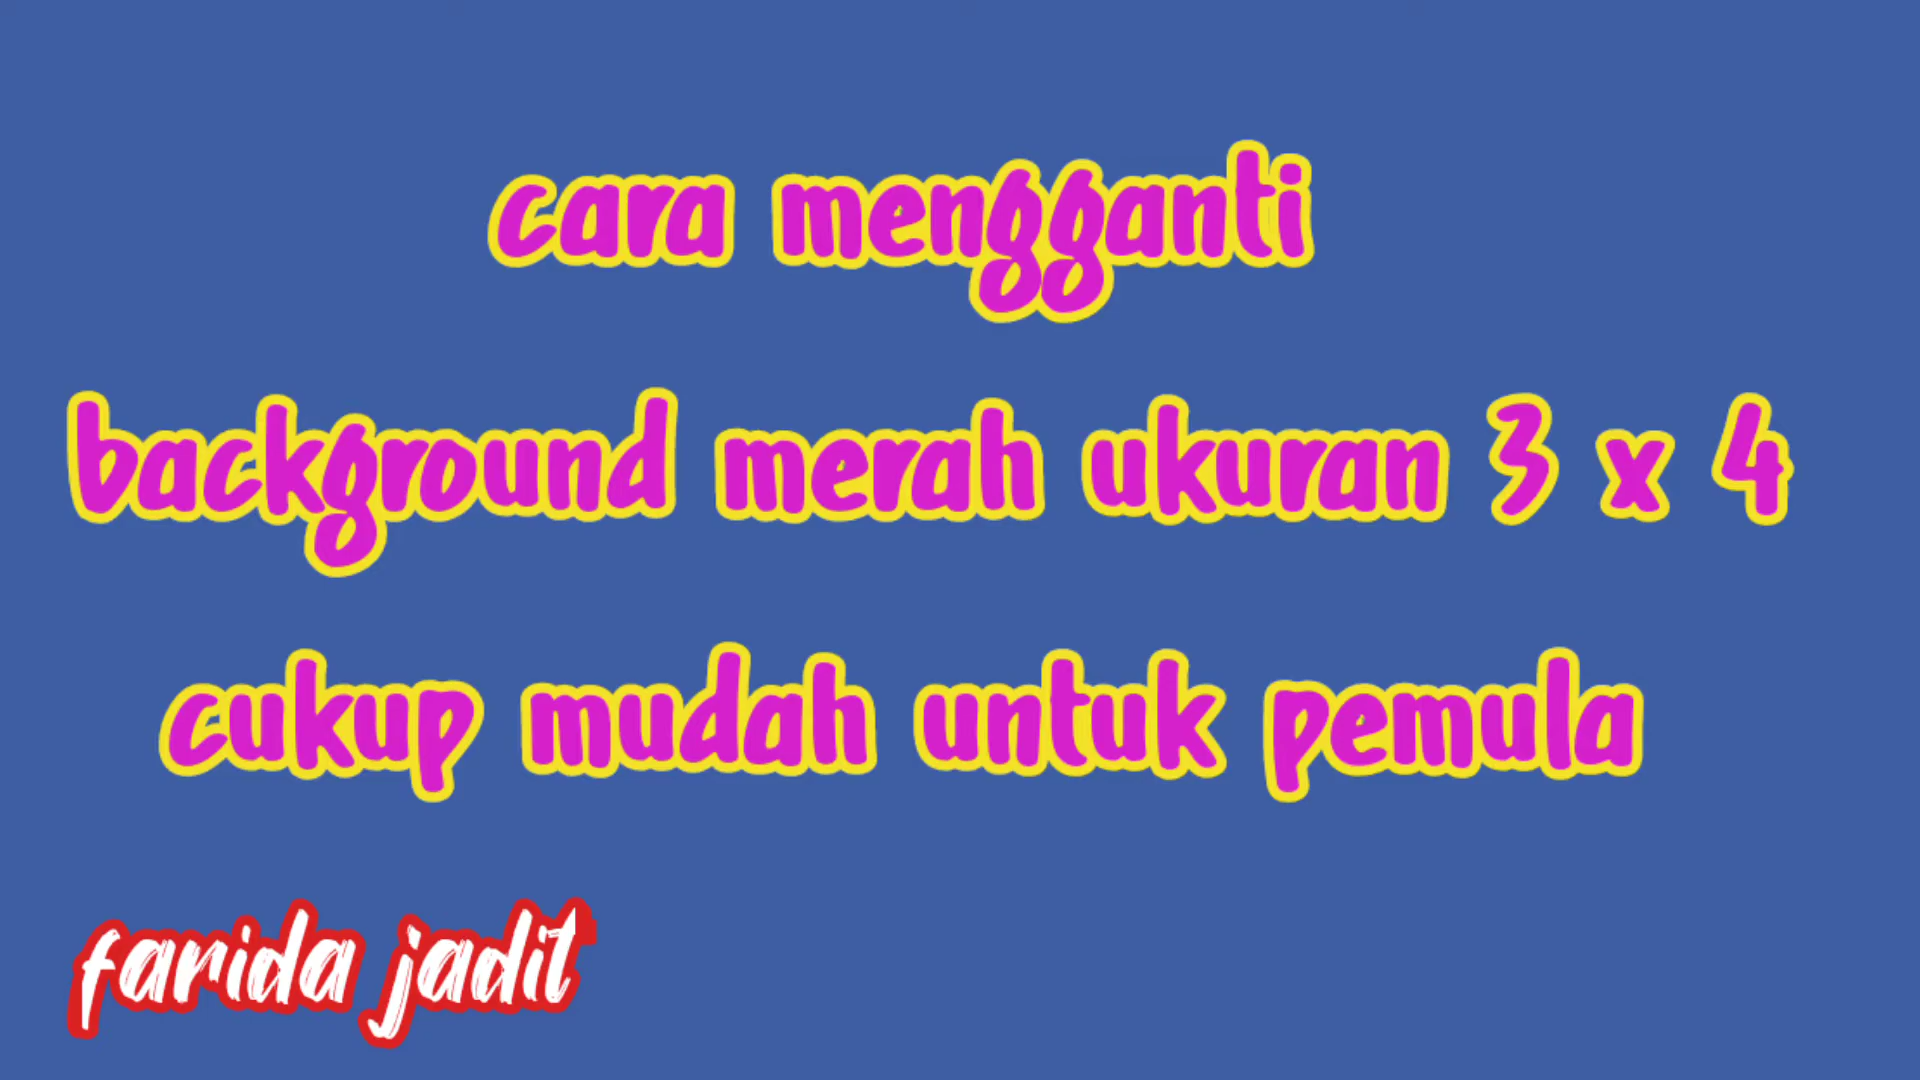 cara mengganti
background merah ukuran 3 x 4
cukup mudah untuk pemula
farida jadit